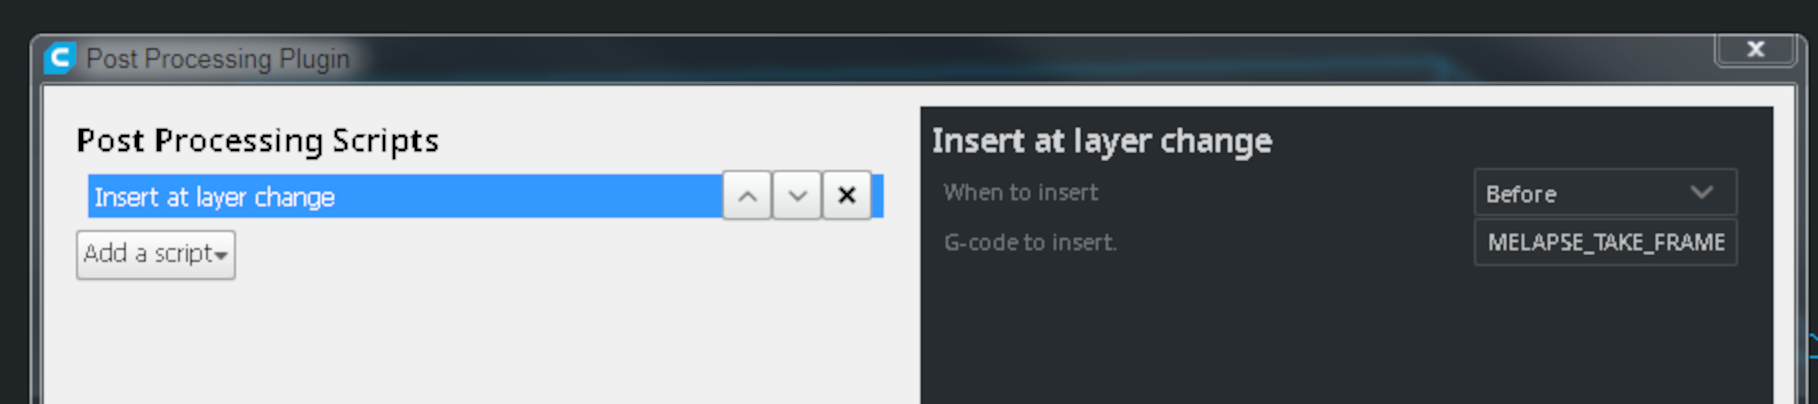 Post Processing Plugin
Post Processing Scripts
Insert at layer change
Add a script
Insert at layer change
When to insert
Before
G-code to insert.
MELAPSE_TAKE_FRAME